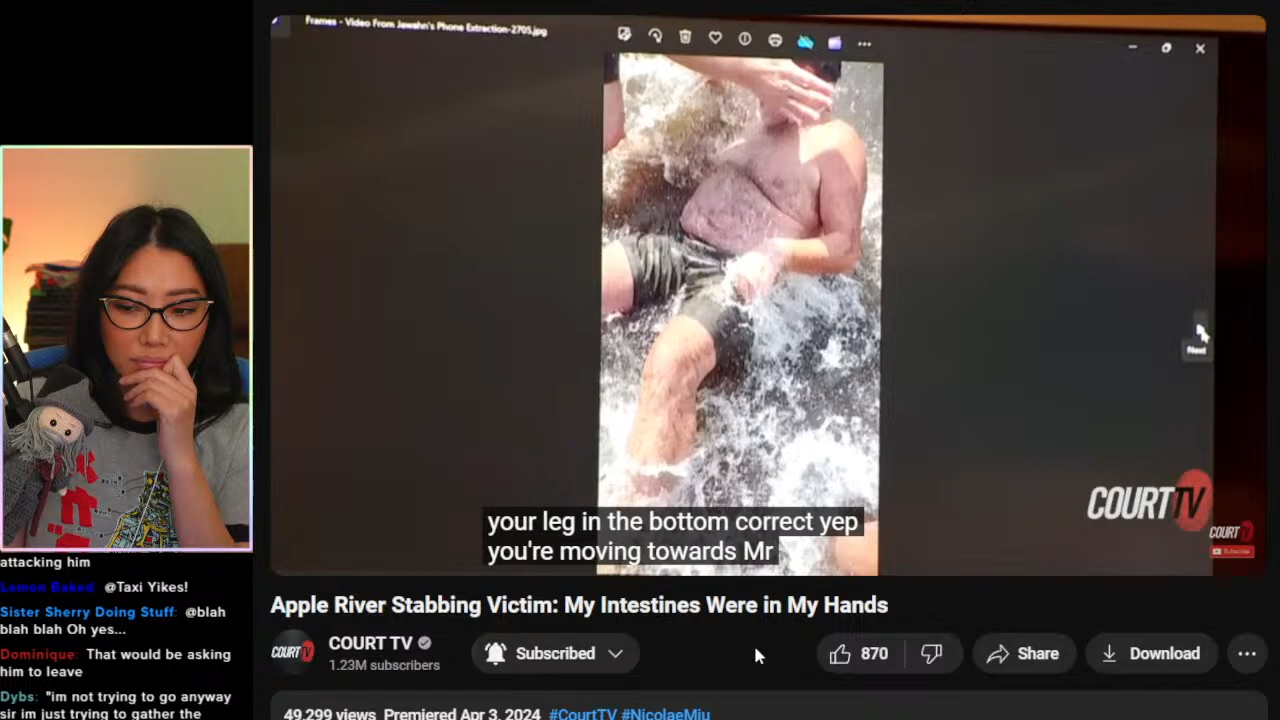 Frames - Video From Jawahn's Phone Extraction-2705.jpg
Next
COURT TV
COURT TV
Subscribe
your leg in the bottom correct yep
you're moving towards Mr
attacking him
Lemon Baked: @Taxi Yikes!
Sister Sherry Doing Stuff: @blah
blah blah Oh yes...
Dominique: That would be asking
him to leave
Dybs: "im not trying to go anyway
sir im just trying to gather the
Apple River Stabbing Victim: My Intestines Were in My Hands
COURT TV
COURT TV
1.23M subscribers
Subscribed
870
Share
Download
49,299 views Premiered Apr 3, 2024 #CourtTV #NicolaeMiu